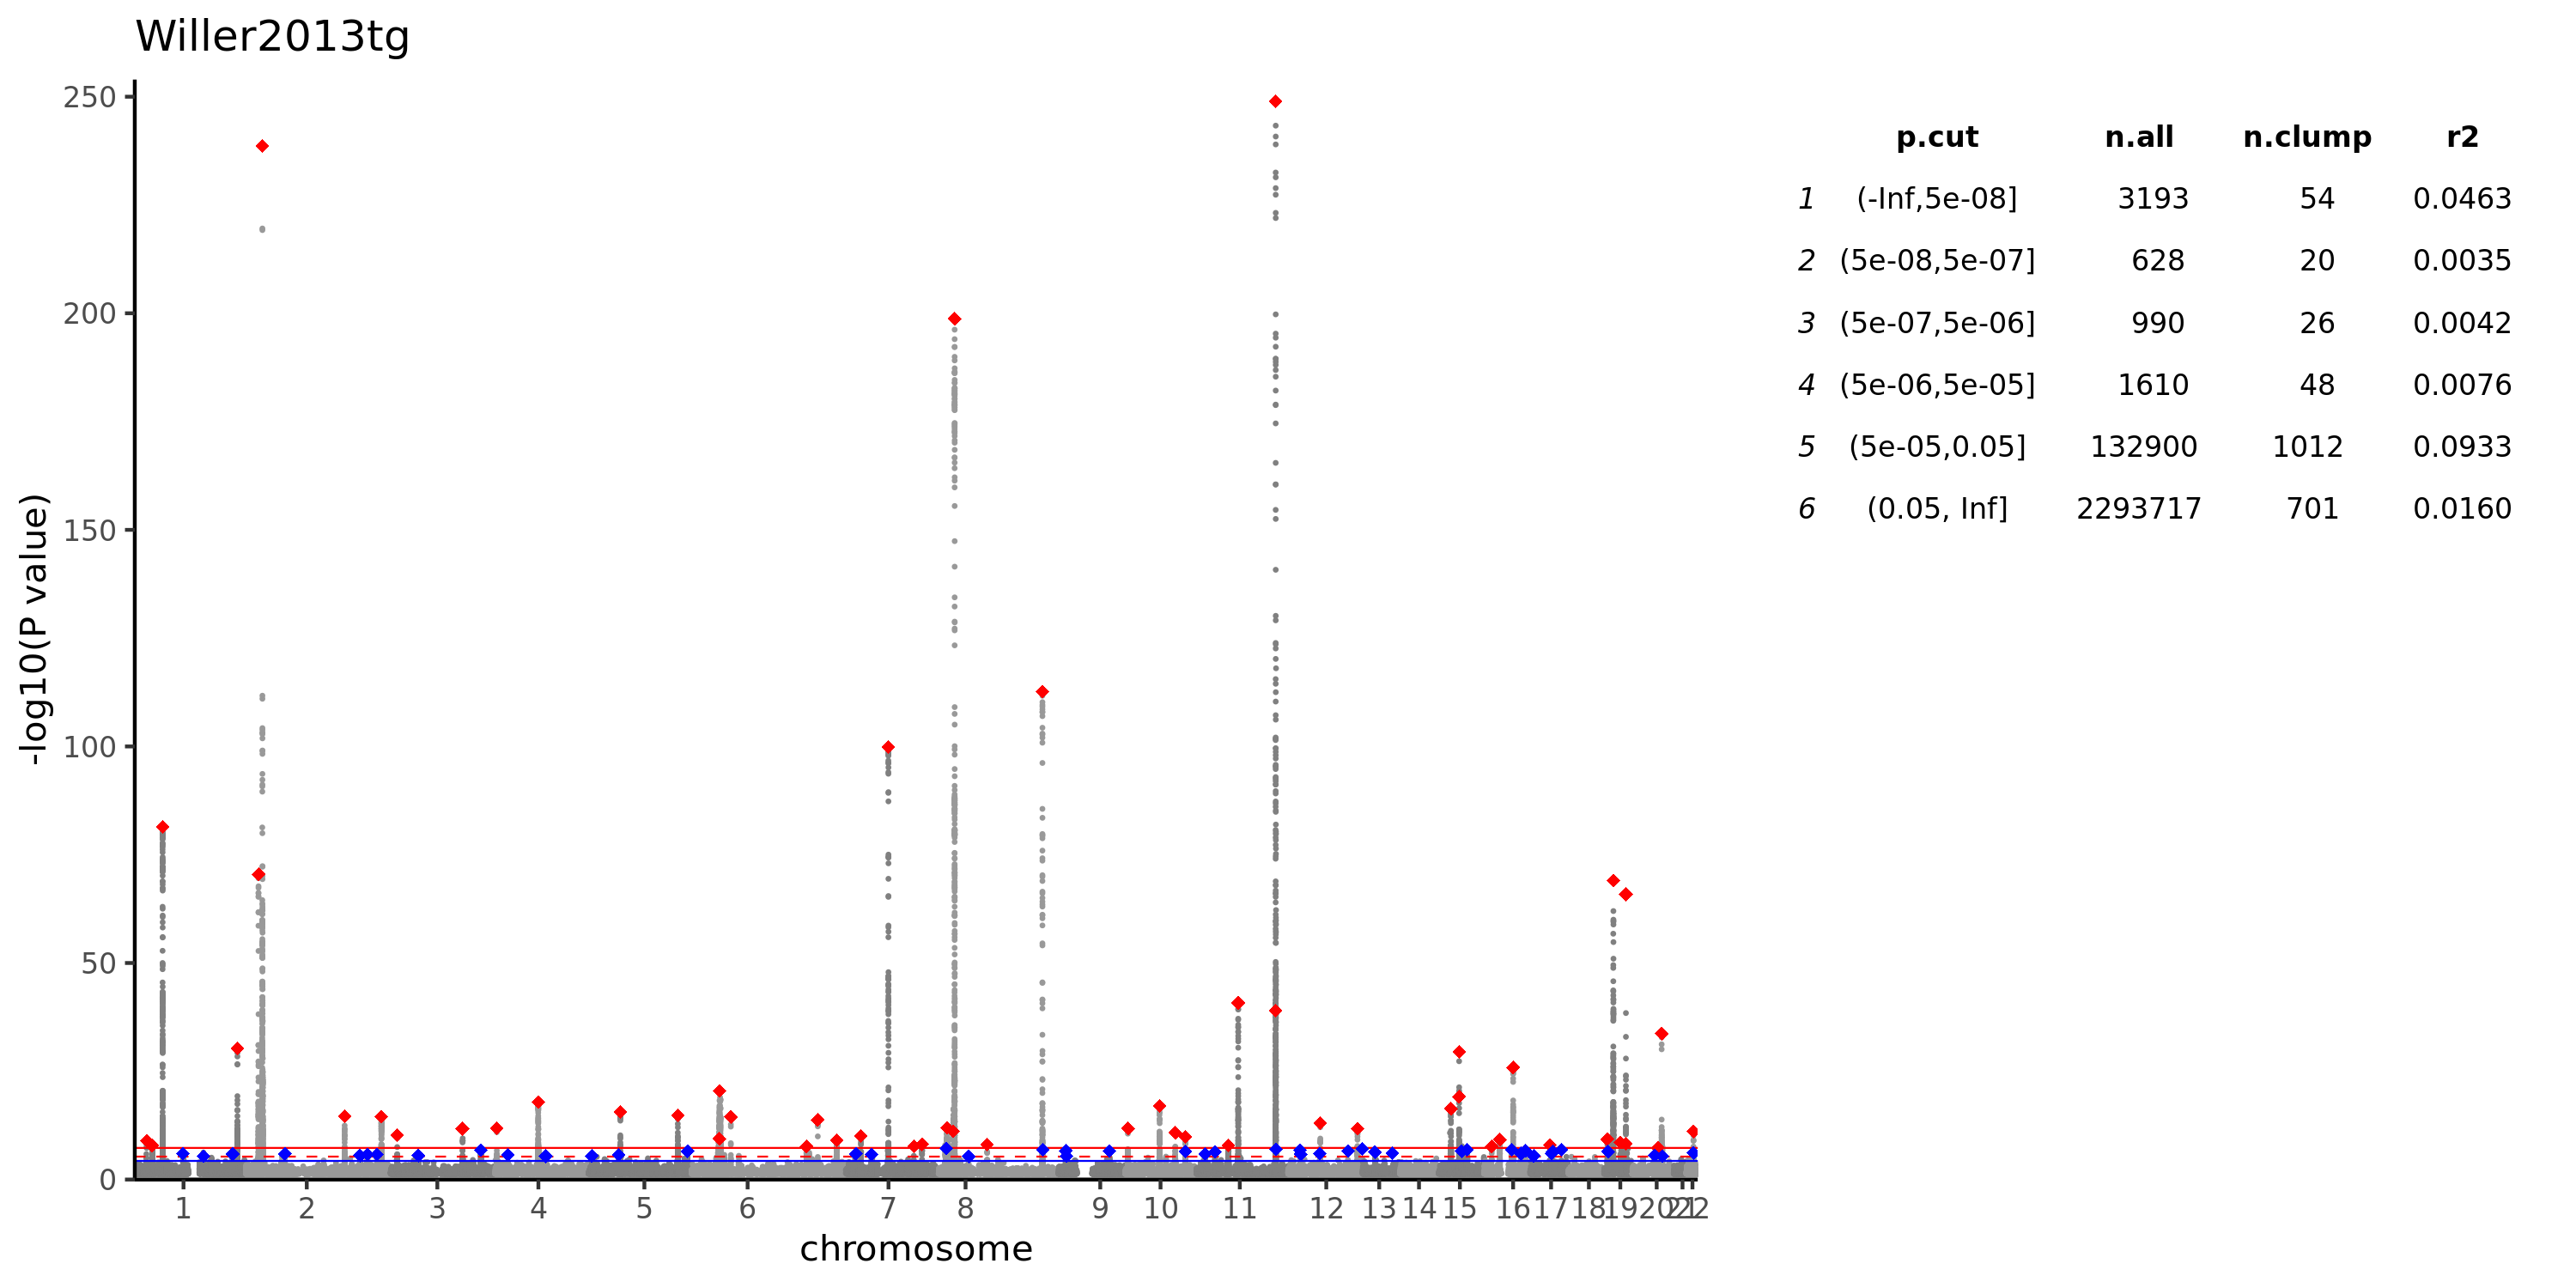 Willer2013tg
250
200
150
100
50
0
-log10(P value)
1 2 3 4 5 6 7 8 9 10 11 12 13 14 15 16 17 18 19 20 21 22
chromosome
p.cut n.all n.clump r2
1 (-Inf,5e-08] 3193 54 0.0463
2 (5e-08,5e-07] 628 20 0.0035
3 (5e-07,5e-06] 990 26 0.0042
4 (5e-06,5e-05] 1610 48 0.0076
5 (5e-05,0.05] 132900 1012 0.0933
6 (0.05, Inf] 2293717 701 0.0160